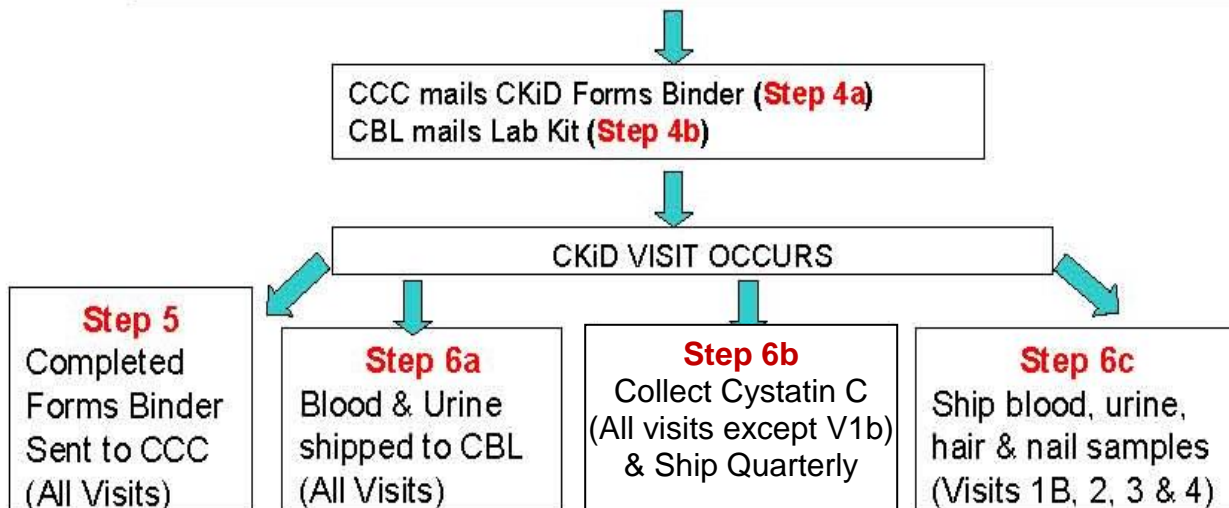 CCC mails CKiD Forms Binder (Step 4a)
CBL mails Lab Kit (Step 4b)
CKiD VISIT OCCURS
Step 5
Completed
Forms Binder
Sent to CCC
(All Visits)
Step 6a
Blood & Urine
shipped to CBL
(All Visits)
Step 6b
Collect Cystatin C
(All visits except V1b)
& Ship Quarterly
Step 6c
Ship blood, urine,
hair & nail samples
(Visits 1B, 2, 3 & 4)